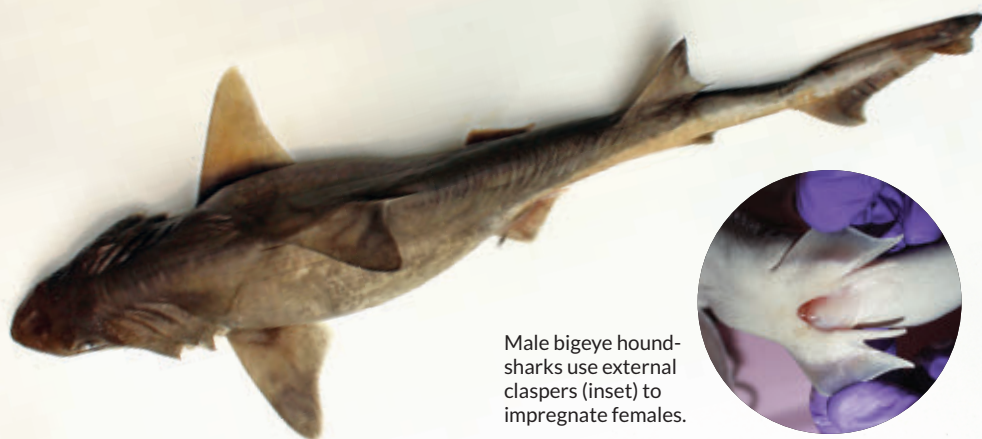 Male bigeye hound-
sharks use external
claspers (inset) to
impregnate females.